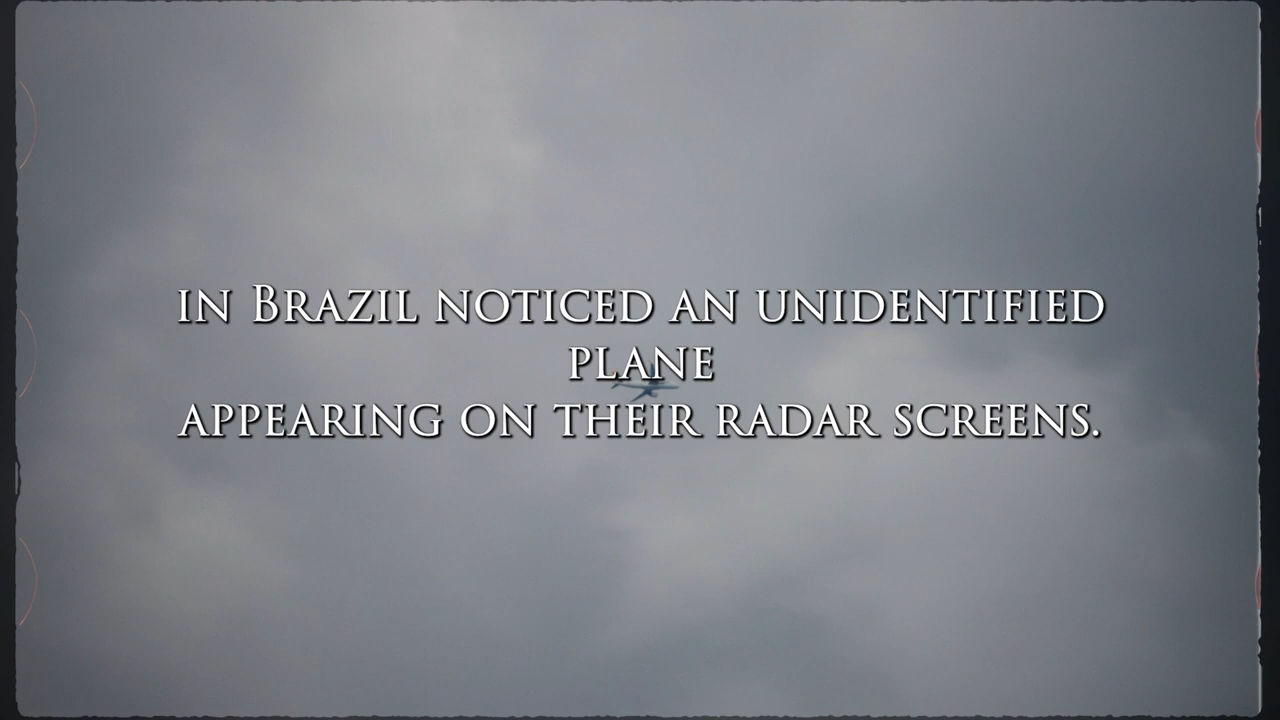 in Brazil noticed an unidentified
plane
appearing on their radar screens.